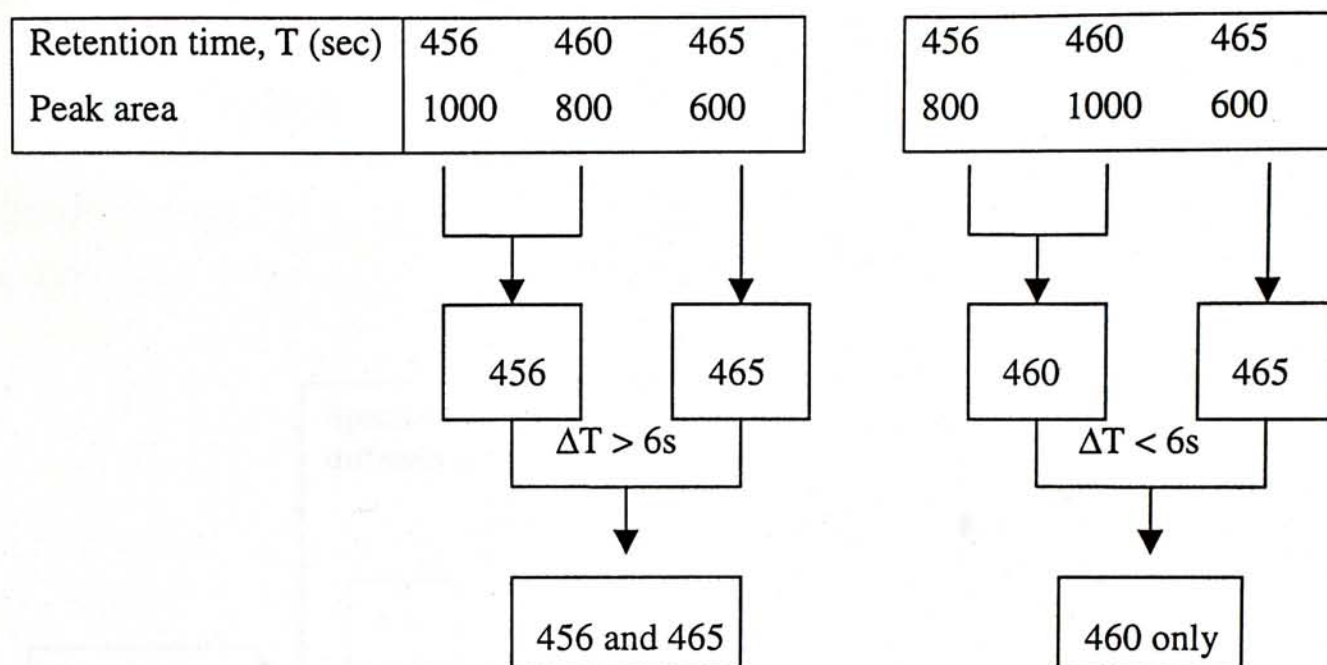 Retention time, T (sec) 456 460 465 456 460 465
Peak area 1000 800 600 800 1000 600
456 465 460 465
ΔT > 6s ΔT < 6s
456 and 465 460 only